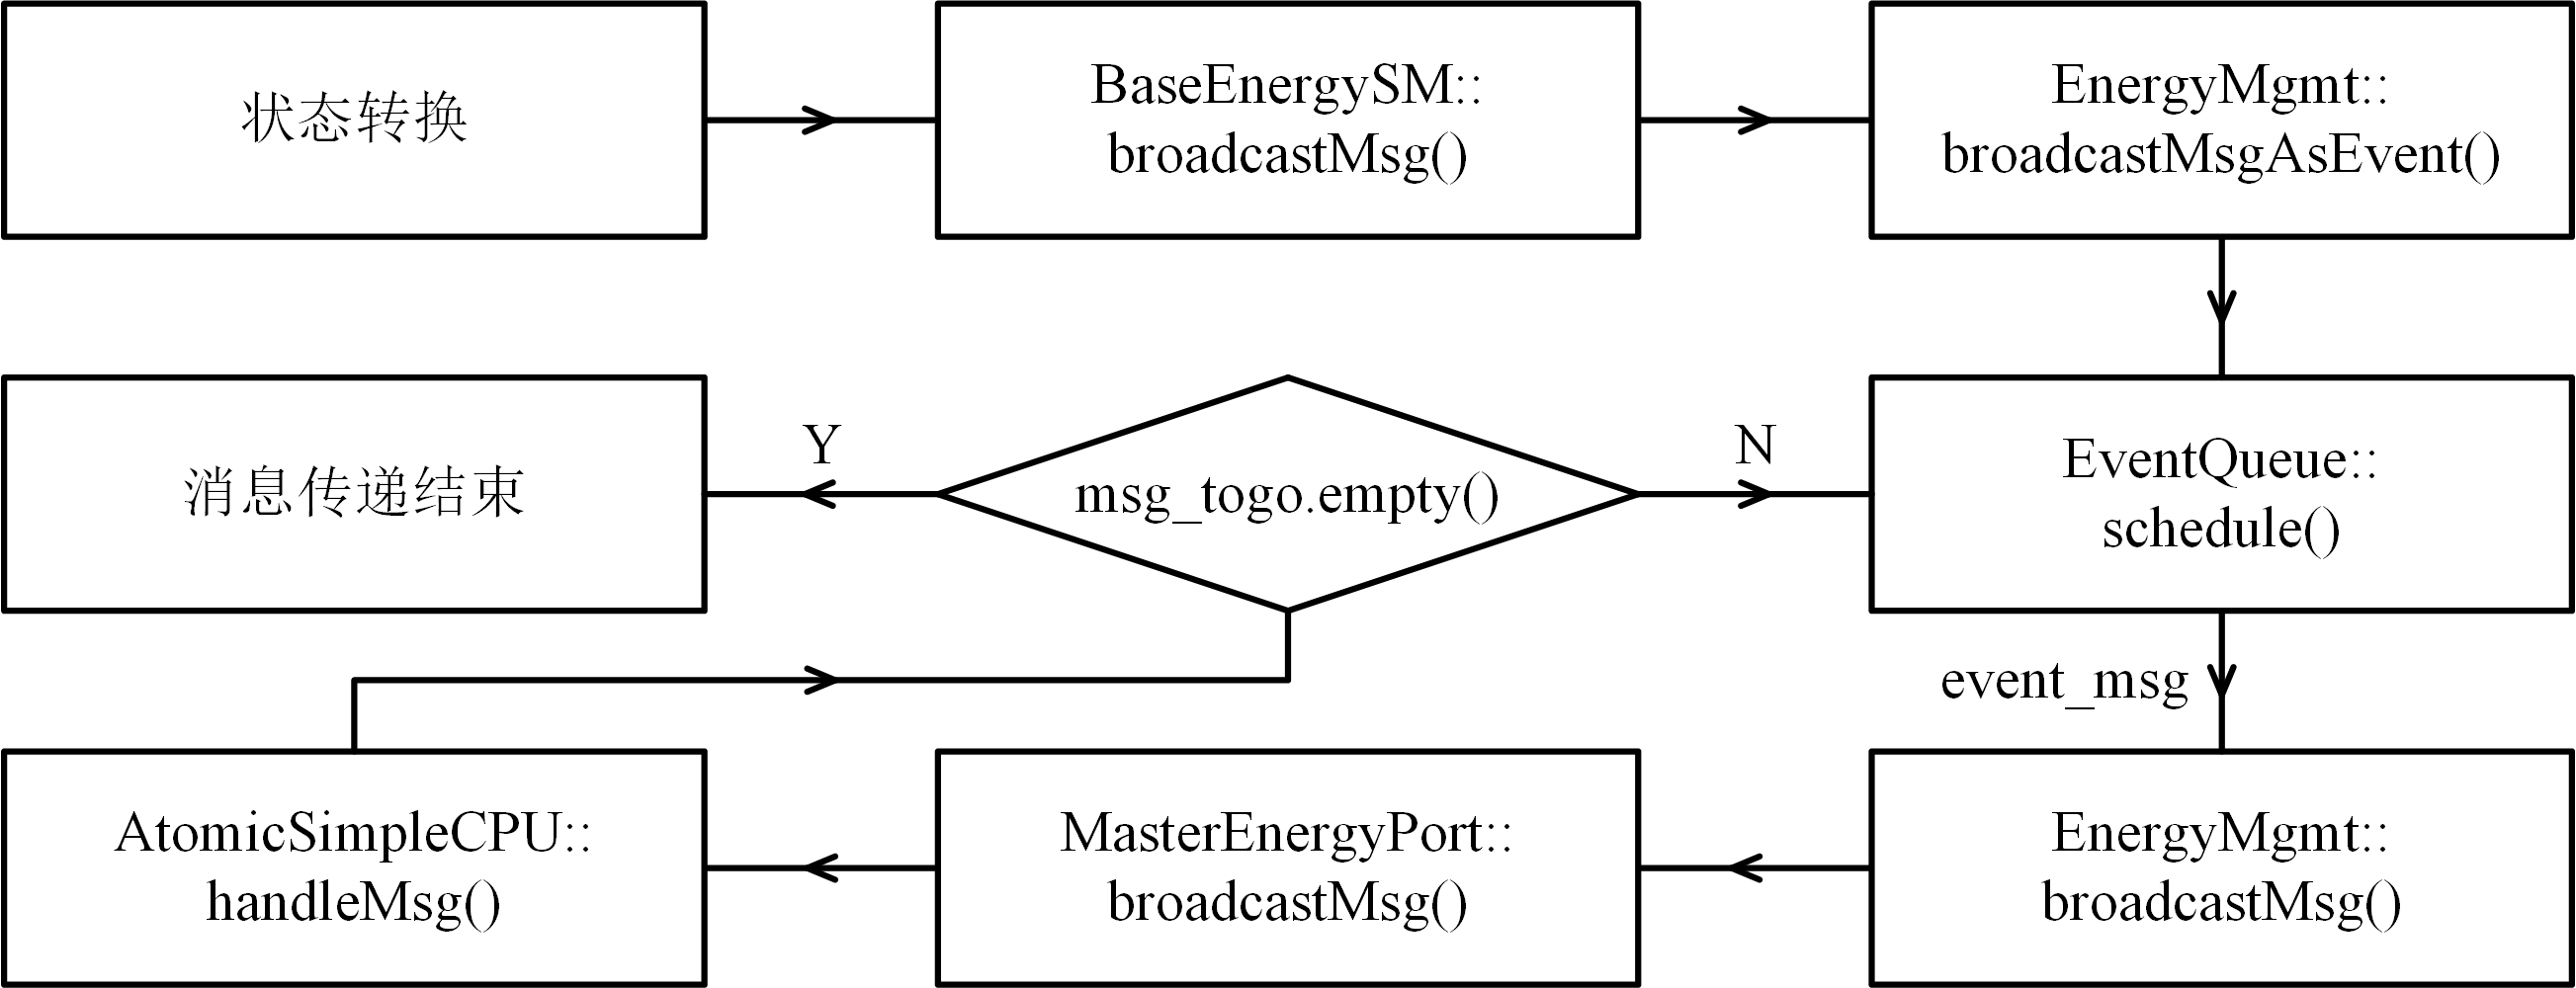 状态转换
BaseEnergySM::
broadcastMsg()
EnergyMgmt::
broadcastMsgAsEvent()
消息传递结束
Y
msg_togo.empty()
N
EventQueue::
schedule()
event_msg
AtomicSimpleCPU::
handleMsg()
MasterEnergyPort::
broadcastMsg()
EnergyMgmt::
broadcastMsg()